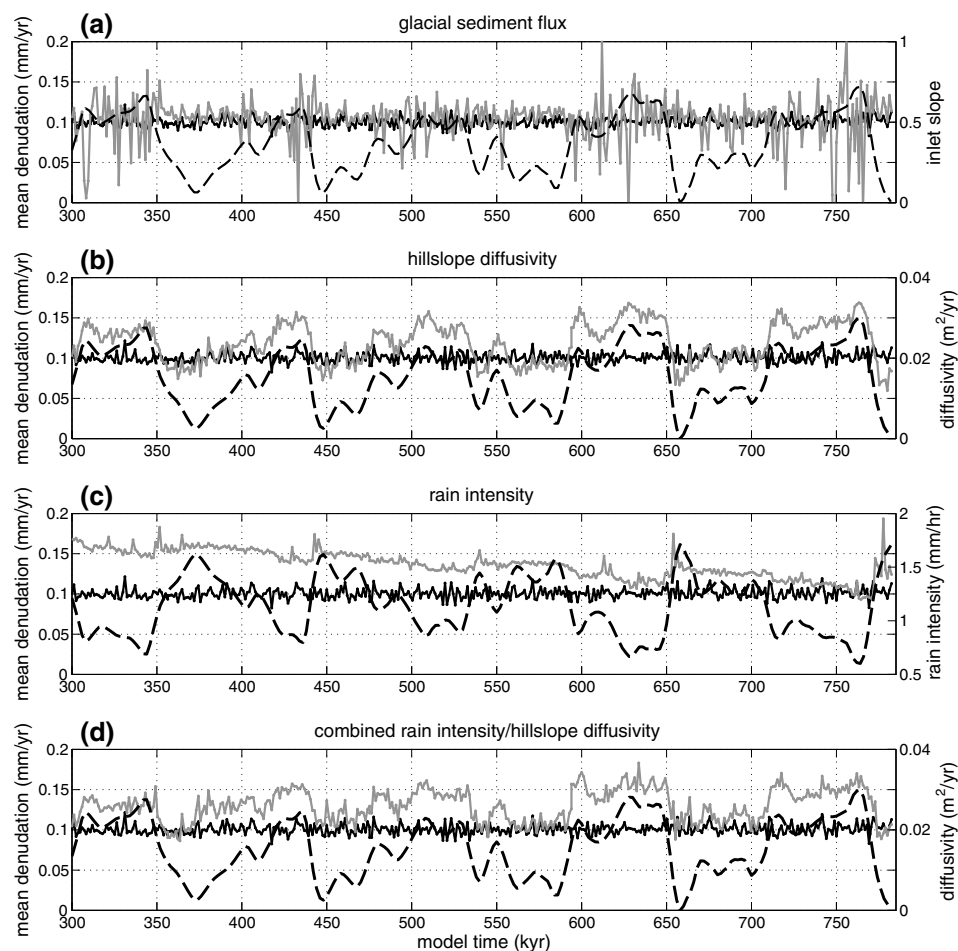 (a) glacial sediment flux
mean denudation (mm/yr)
0.2
0.15
0.1
0.05
0
1
0.5
0
inlet slope
300 350 400 450 500 550 600 650 700 750
(b) hillslope diffusivity
mean denudation (mm/yr)
0.2
0.15
0.1
0.05
0
0.04
0.02
0
diffusivity (m²/yr)
300 350 400 450 500 550 600 650 700 750
(c) rain intensity
mean denudation (mm/yr)
0.2
0.15
0.1
0.05
0
2
1.5
1
0.5
rain intensity (mm/hr)
300 350 400 450 500 550 600 650 700 750
(d) combined rain intensity/hillslope diffusivity
mean denudation (mm/yr)
0.2
0.15
0.1
0.05
0
0.04
0.02
0
diffusivity (m²/yr)
300 350 400 450 500 550 600 650 700 750
model time (kyr)